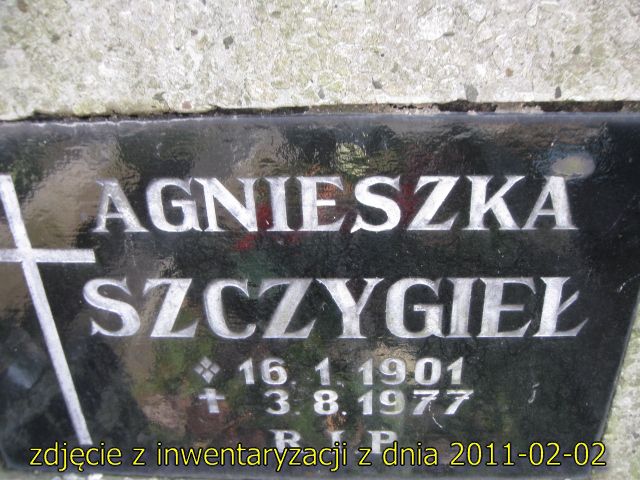 AGNIESZKA
SZCZYGIEŁ
16.1.1901
✝ 3.8.1977
R.I.P.
zdjęcie z inwentaryzacji z dnia 2011-02-02